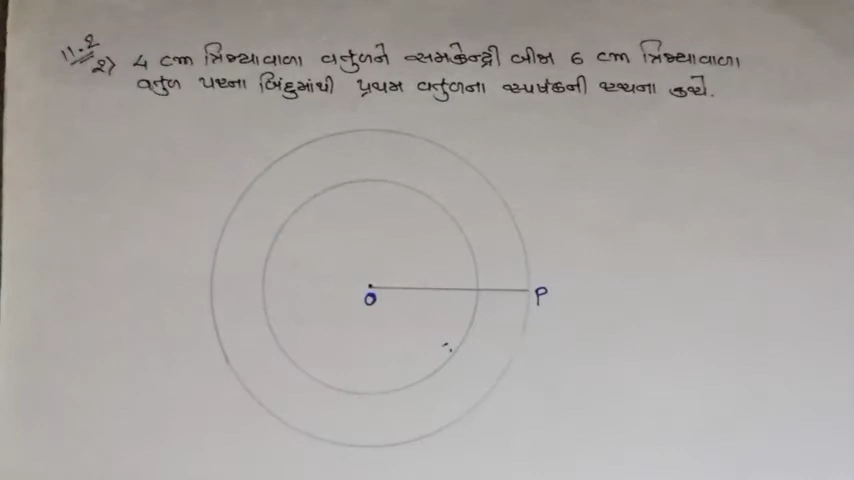 11.2
2) 4 cm ત્રિજ્યાવાળા વર્તુળને સમકેન્દ્રી બીજા 6 cm ત્રિજ્યાવાળા
વર્તુળ પરના બિંદુમાંથી પ્રથમ વર્તુળના સ્પર્શકની રચના કરો.
O
P